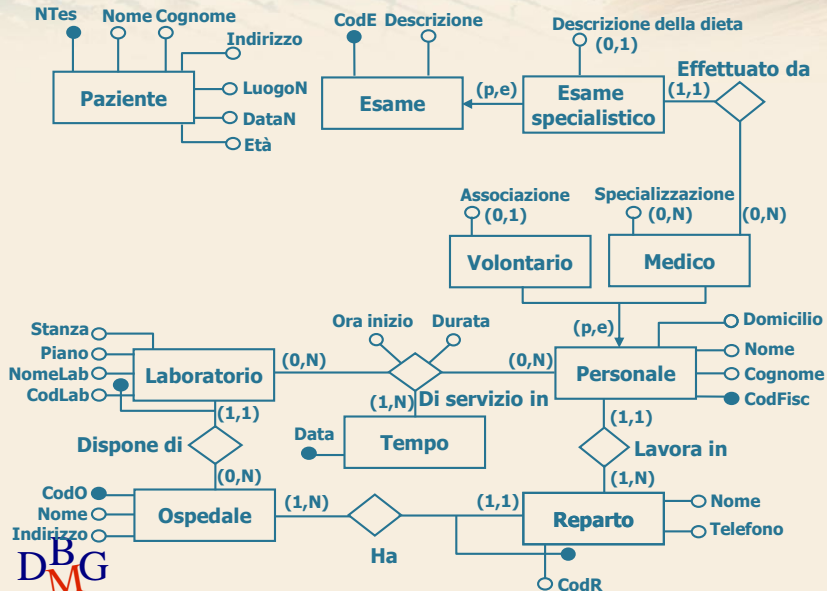 NTes
Nome Cognome
Indirizzo
Paziente
LuogoN
DataN
Età
CodE
Descrizione
Esame
(p,e)
Descrizione della dieta
(0,1)
Esame
specialistico
(1,1)
Effettuato da
(0,N)
Associazione
(0,1)
Volontario
Specializzazione
(0,N)
Medico
(p,e)
Stanza
Piano
NomeLab
CodLab
Laboratorio
(0,N)
Ora inizio
Durata
(0,N)
Di servizio in
(1,N)
Data
Tempo
Personale
Domicilio
Nome
Cognome
CodFisc
(1,1)
Dispone di
(0,N)
(1,1)
Lavora in
(1,N)
CodO
Nome
Indirizzo
Ospedale
(1,N)
Ha
(1,1)
Reparto
Nome
Telefono
CodR
DBMG